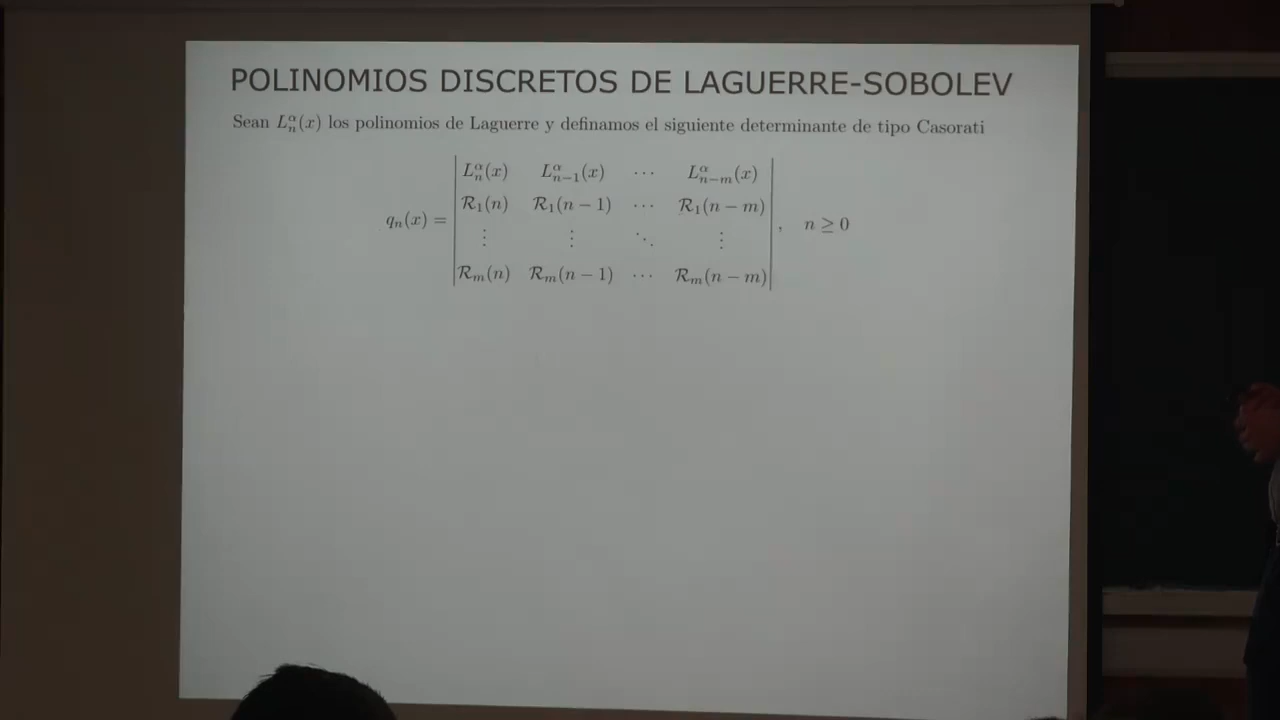 POLINOMIOS DISCRETOS DE LAGUERRE-SOBOLEV
Sean $L_n^\alpha(x)$ los polinomios de Laguerre y definamos el siguiente determinante de tipo Casorati
$q_n(x) = \begin{vmatrix} L_n^\alpha(x) & L_{n-1}^\alpha(x) & \cdots & L_{n-m}^\alpha(x) \\ \mathcal{R}_1(n) & \mathcal{R}_1(n-1) & \cdots & \mathcal{R}_1(n-m) \\ \vdots & \vdots & \ddots & \vdots \\ \mathcal{R}_m(n) & \mathcal{R}_m(n-1) & \cdots & \mathcal{R}_m(n-m) \end{vmatrix}, \quad n \geq 0$